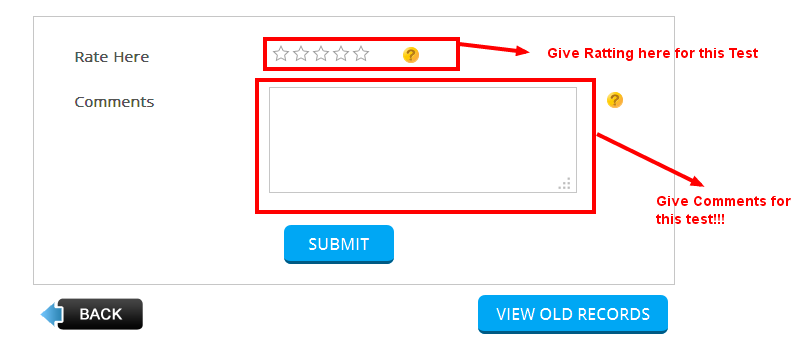 Rate Here
?
Give Ratting here for this Test
Comments
?
Give Comments for
this test!!!
SUBMIT
BACK
VIEW OLD RECORDS